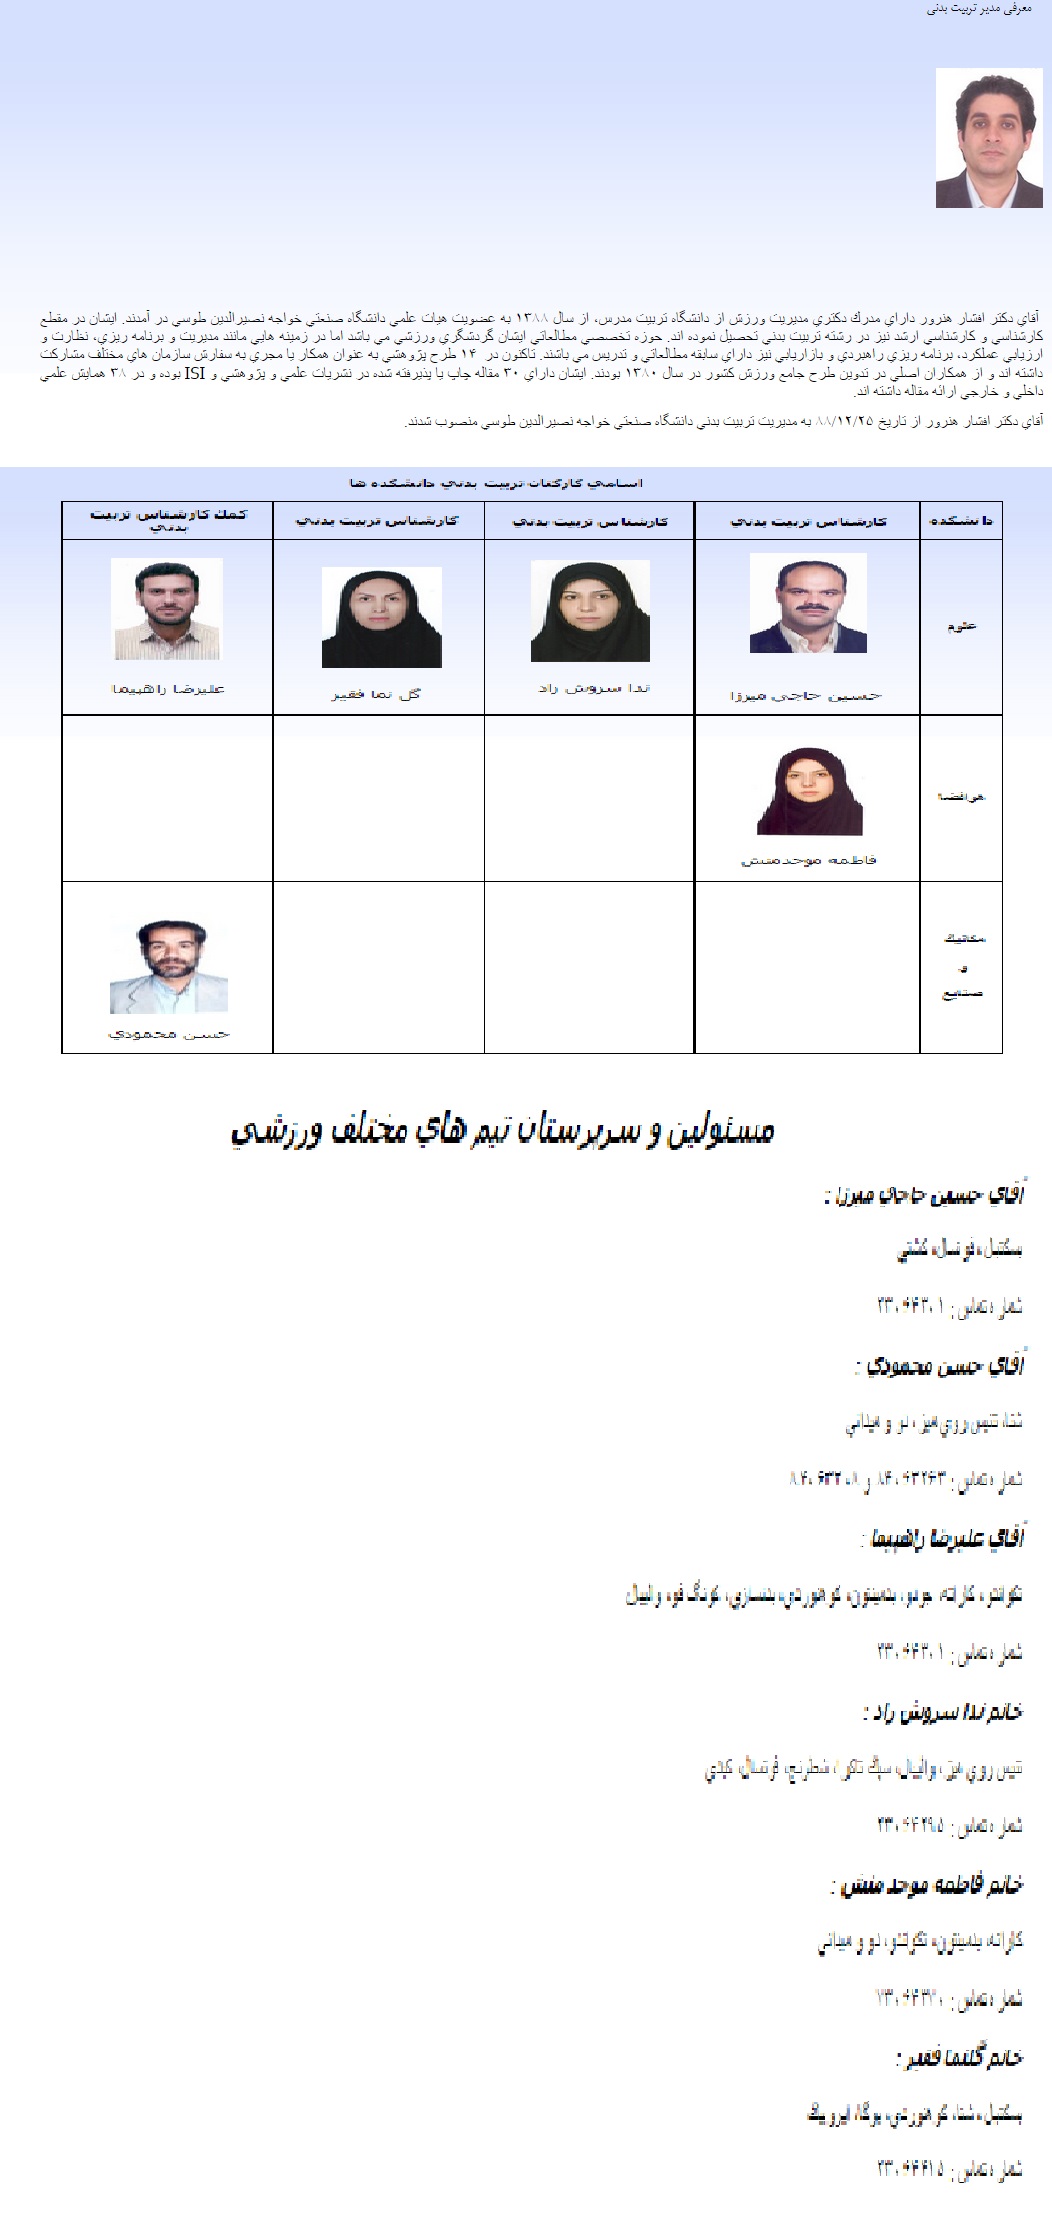 معرفی مدیر تربیت بدنی
آقاي دكتر افشار هنرور داراي مدرك دكتري مديريت ورزش از دانشگاه تربيت مدرس، از سال ۱۳۸۸ به عضويت هيات علمي دانشگاه صنعتي خواجه نصيرالدين طوسي در آمدند. ايشان در مقطع
كارشناسي و كارشناسي ارشد نيز در رشته تربيت بدني تحصيل نموده اند. حوزه تخصصي مطالعاتي ايشان گردشگري ورزشي مي باشد اما در زمينه هايي مانند مديريت و برنامه ريزي، نظارت و
ارزيابي عملكرد، برنامه ريزي راهبردي و بازاريابي نيز داراي سابقه مطالعاتي و تدريس مي باشند. تاكنون در ۱۴ طرح پژوهشي به عنوان همكار يا مجري به سفارش سازمان هاي مختلف مشاركت
داشته اند و از همكاران اصلي در تدوين طرح جامع ورزش كشور در سال ۱۳۸۰ بودند. ايشان داراي ۳۰ مقاله چاپ يا پذيرفته شده در نشريات علمي و پژوهشي و ISI بوده و در ۳۸ همايش علمي
داخلي و خارجي ارائه مقاله داشته اند.
آقاي دكتر افشار هنرور از تاريخ ۸۸/۱۲/۲۵ به مديريت تربيت بدني دانشگاه صنعتي خواجه نصيرالدين طوسي منصوب شدند.
اسامي كاركنان تربيت بدني دانشكده ها
دانشكده كارشناس تربيت بدني كارشناس تربيت بدني كارشناس تربيت بدني كمك كارشناس تربيت
بدني
علوم
حسين حاجی ميرزا ندا سروش راد گل نما فقير عليرضا راهپيما
هوافضا
فاطمه موحدمنش
مكانيك
و
صنايع
حسن محمودي
مسئولين و سرپرستان تيم هاي مختلف ورزشي
آقاي حسين حاجي ميرزا :
بسكتبال، فوتسال، كشتي
شماره تماس : ۲۳۰۶۴۳۰۱
آقاي حسن محمودي :
شنا، تنيس روي ميز، دو و ميداني
شماره تماس : ۸۴۰۶۳۲۶۳ و ۸۴۰۶۳۲۰۸
آقاي عليرضا راهپيما :
تكواندو، كاراته، جودو، بدمينتون، كوهنوردي، بدنسازي، كونگ فو، واليبال
شماره تماس : ۲۳۰۶۴۳۰۱
خانم ندا سروش راد :
تنيس روي ميز، واليبال، سپك تاكرا، شطرنج، فوتسال، كبدي
شماره تماس : ۲۳۰۶۴۲۹۵
خانم فاطمه موحد منش :
كاراته، بدمينتون، تكواندو، دو و ميداني
شماره تماس :
خانم گلنما فقير :
بسكتبال، شنا، كوهنوردي، يوگا، ايروبيك
شماره تماس : ۲۳۰۶۴۴۱۵